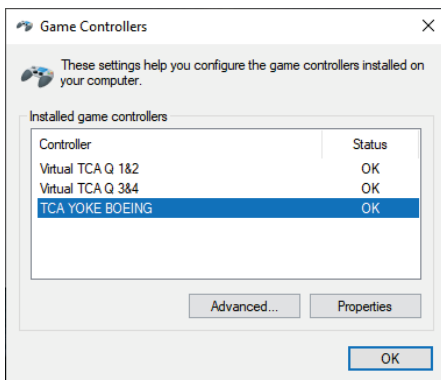 Game Controllers
These settings help you configure the game controllers installed on
your computer.
Installed game controllers
Controller Status
Virtual TCA Q 1&2 OK
Virtual TCA Q 3&4 OK
TCA YOKE BOEING OK
Advanced... Properties
OK